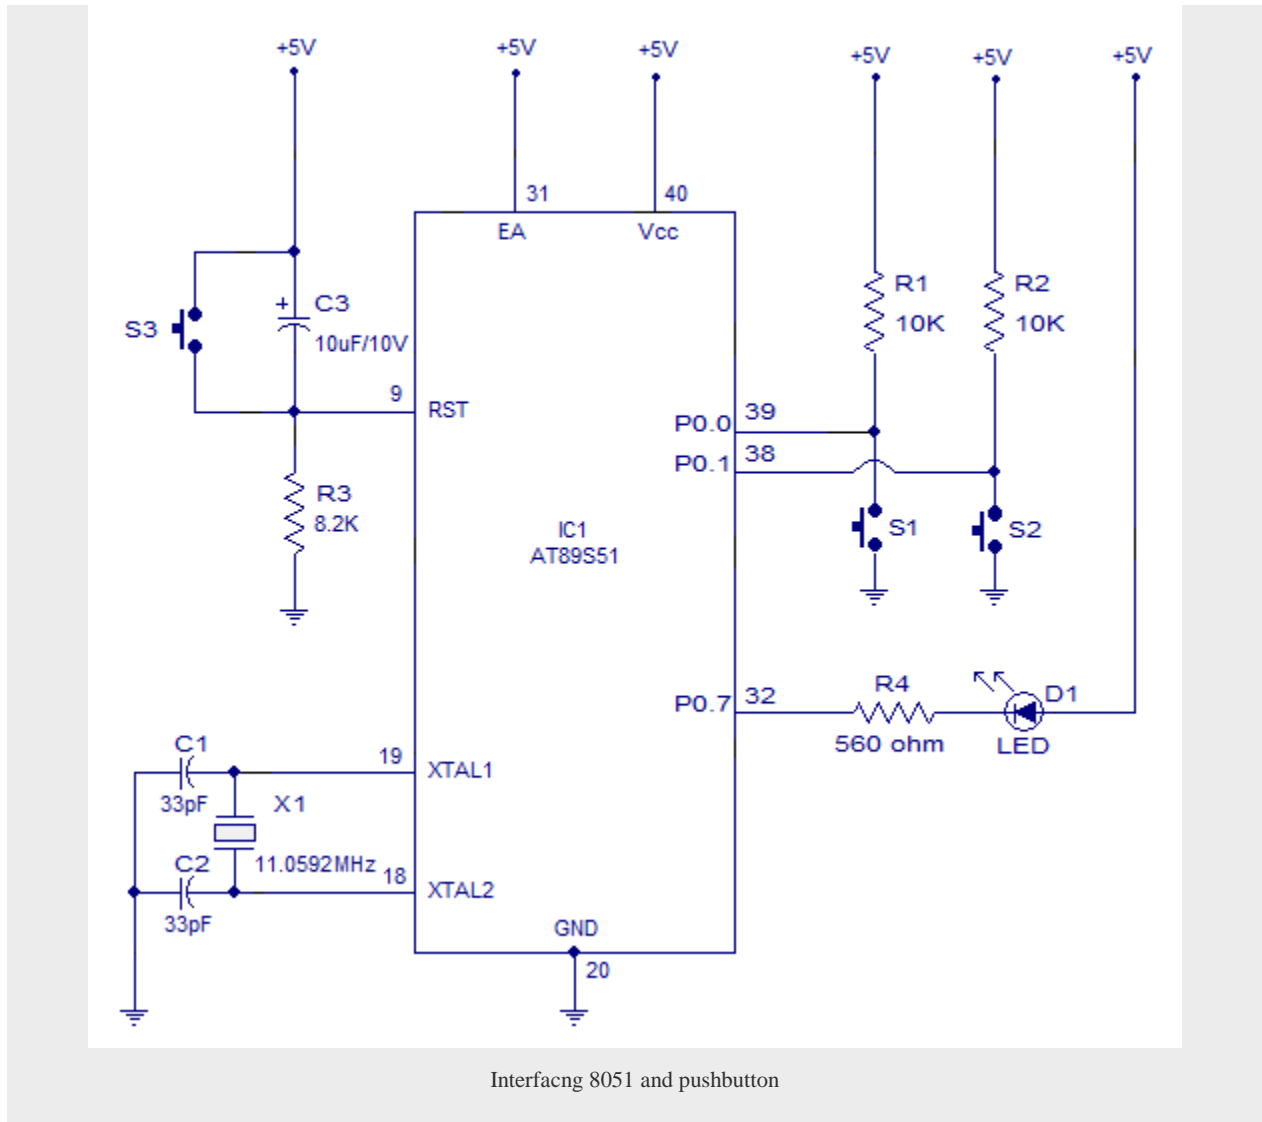 +5V
+5V
+5V
+5V
+5V
+5V
31
40
EA
Vcc
R1
10K
R2
10K
S3
+
C3
10uF/10V
9
RST
P0.0
39
P0.1
38
R3
8.2K
IC1
AT89S51
S1
S2
P0.7
32
R4
560 ohm
D1
LED
C1
33pF
19
XTAL1
X1
11.0592MHz
C2
33pF
18
XTAL2
GND
20
Interfacng 8051 and pushbutton